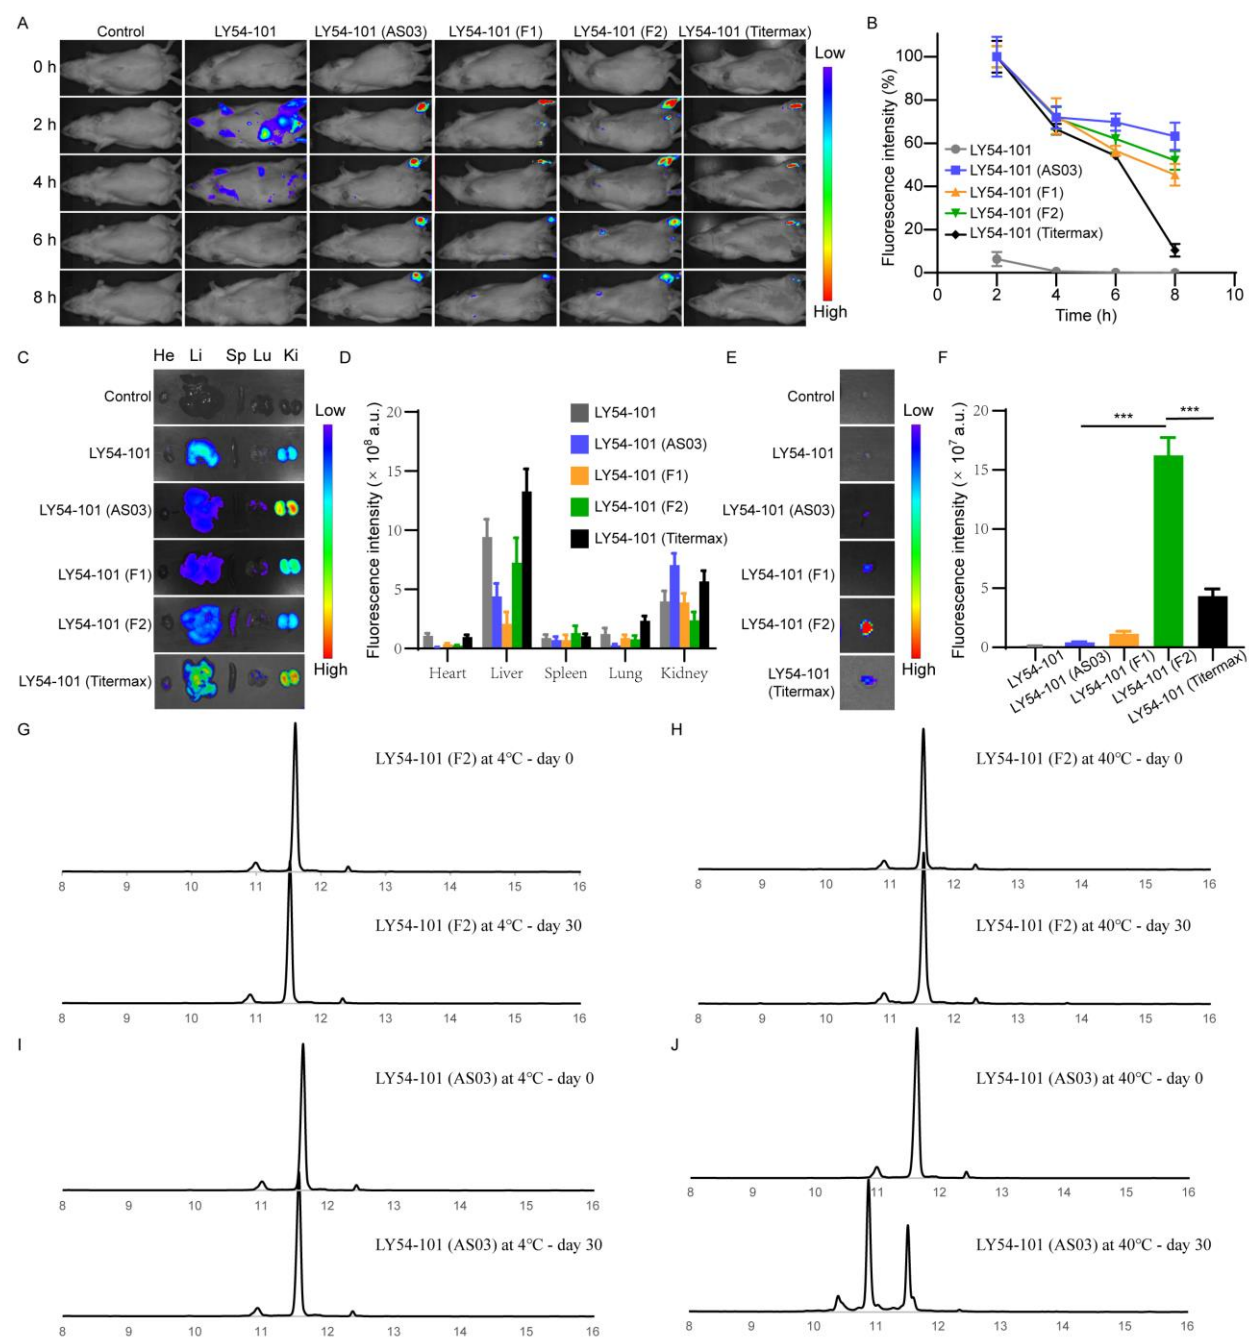 A
Control
LY54-101
LY54-101 (AS03)
LY54-101 (F1)
LY54-101 (F2)
LY54-101 (Titermax)
0 h
2 h
4 h
6 h
8 h
Low
High
B
Fluorescence intensity (%)
100
80
60
40
20
0
LY54-101
LY54-101 (AS03)
LY54-101 (F1)
LY54-101 (F2)
LY54-101 (Titermax)
0 2 4 6 8 10
Time (h)
C
He Li Sp Lu Ki
Control
LY54-101
LY54-101 (AS03)
LY54-101 (F1)
LY54-101 (F2)
LY54-101 (Titermax)
Low
High
D
Fluorescence intensity (× 10⁸ a.u.)
20
15
10
5
0
LY54-101
LY54-101 (AS03)
LY54-101 (F1)
LY54-101 (F2)
LY54-101 (Titermax)
Heart Liver Spleen Lung Kidney
E
Control
LY54-101
LY54-101 (AS03)
LY54-101 (F1)
LY54-101 (F2)
LY54-101
(Titermax)
Low
High
F
Fluorescence intensity (× 10⁷ a.u.)
20
15
10
5
0
***
***
LY54-101
LY54-101 (AS03)
LY54-101 (F1)
LY54-101 (F2)
LY54-101 (Titermax)
G
LY54-101 (F2) at 4°C - day 0
8 9 10 11 12 13 14 15 16
LY54-101 (F2) at 4°C - day 30
8 9 10 11 12 13 14 15 16
H
LY54-101 (F2) at 40°C - day 0
8 9 10 11 12 13 14 15 16
LY54-101 (F2) at 40°C - day 30
8 9 10 11 12 13 14 15 16
I
LY54-101 (AS03) at 4°C - day 0
8 9 10 11 12 13 14 15 16
LY54-101 (AS03) at 4°C - day 30
8 9 10 11 12 13 14 15 16
J
LY54-101 (AS03) at 40°C - day 0
8 9 10 11 12 13 14 15 16
LY54-101 (AS03) at 40°C - day 30
8 9 10 11 12 13 14 15 16